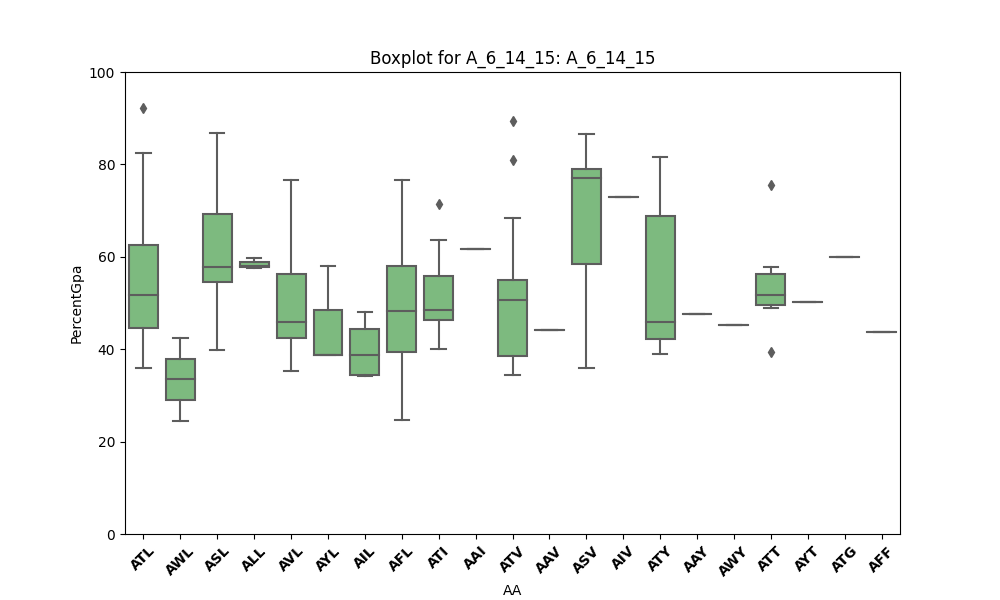 Boxplot for A_6_14_15: A_6_14_15
100
80
60
40
20
0
PercentGpa
ATL AWL ASL ALL AVL AYL AIL AFL ATI AAI ATV AAV ASV AIV ATY AAY AWY ATT AYT ATG AFF
AA